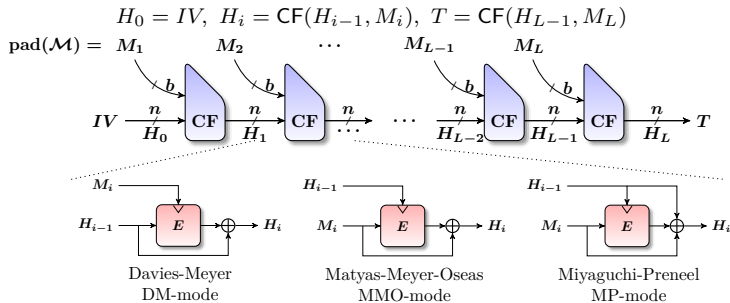 H_0 = IV, H_i = CF(H_{i−1}, M_i), T = CF(H_{L−1}, M_L)
pad(𝓜) = M_1 M_2 ⋯ M_{L−1} M_L
b b b b
n n n n n n
IV CF CF ⋯ CF CF T
H_0 H_1 ⋯ H_{L−2} H_{L−1} H_L
M_i H_{i−1} H_{i−1}
H_{i−1} E H_i M_i E H_i M_i E H_i
Davies-Meyer Matyas-Meyer-Oseas Miyaguchi-Preneel
DM-mode MMO-mode MP-mode